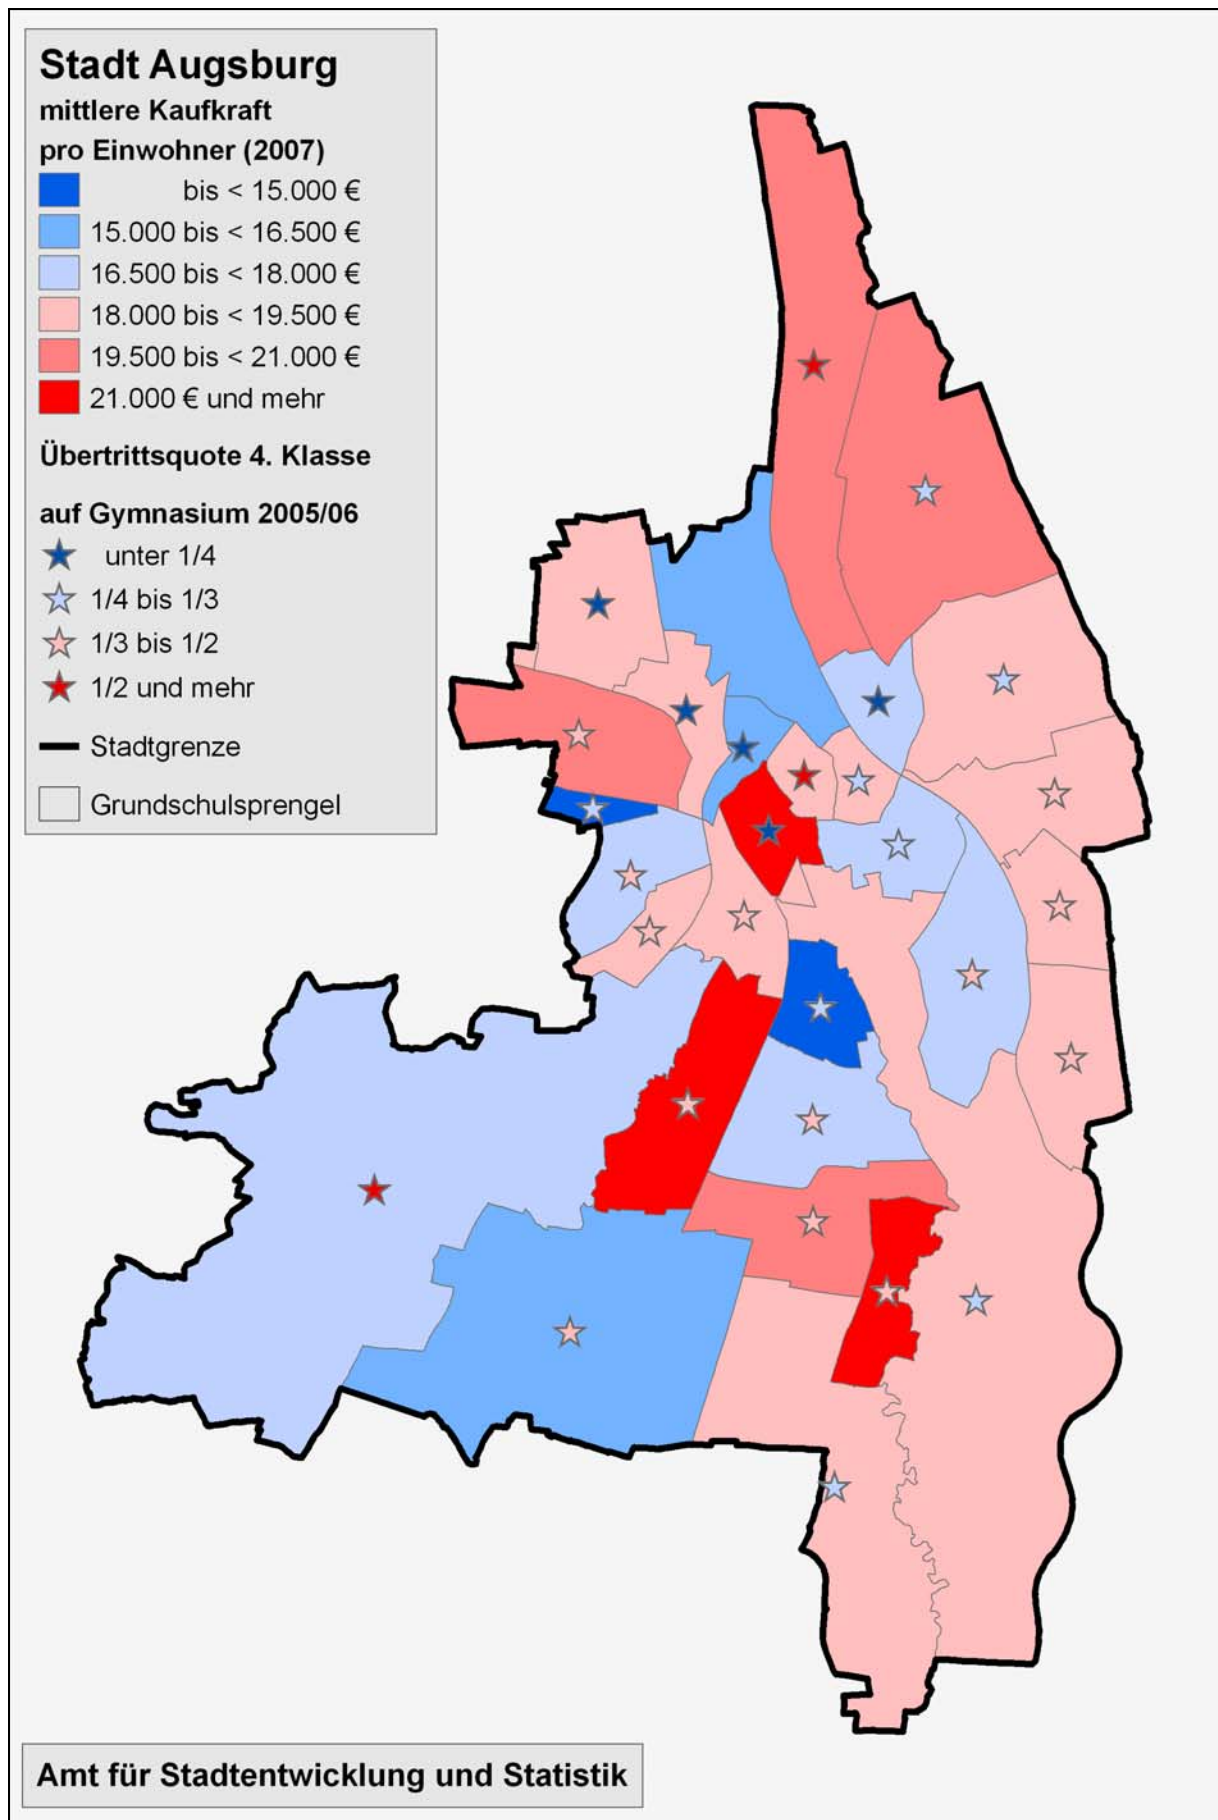 Stadt Augsburg
mittlere Kaufkraft
pro Einwohner (2007)
bis < 15.000 €
15.000 bis < 16.500 €
16.500 bis < 18.000 €
18.000 bis < 19.500 €
19.500 bis < 21.000 €
21.000 € und mehr
Übertrittsquote 4. Klasse
auf Gymnasium 2005/06
unter 1/4
1/4 bis 1/3
1/3 bis 1/2
1/2 und mehr
Stadtgrenze
Grundschulsprengel
Amt für Stadtentwicklung und Statistik